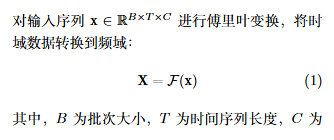 对输入序列 x ∈ ℝ^{B×T×C} 进行傅里叶变换，将时
域数据转换到频域：
X = ℱ(x) (1)
其中，B 为批次大小，T 为时间序列长度，C 为